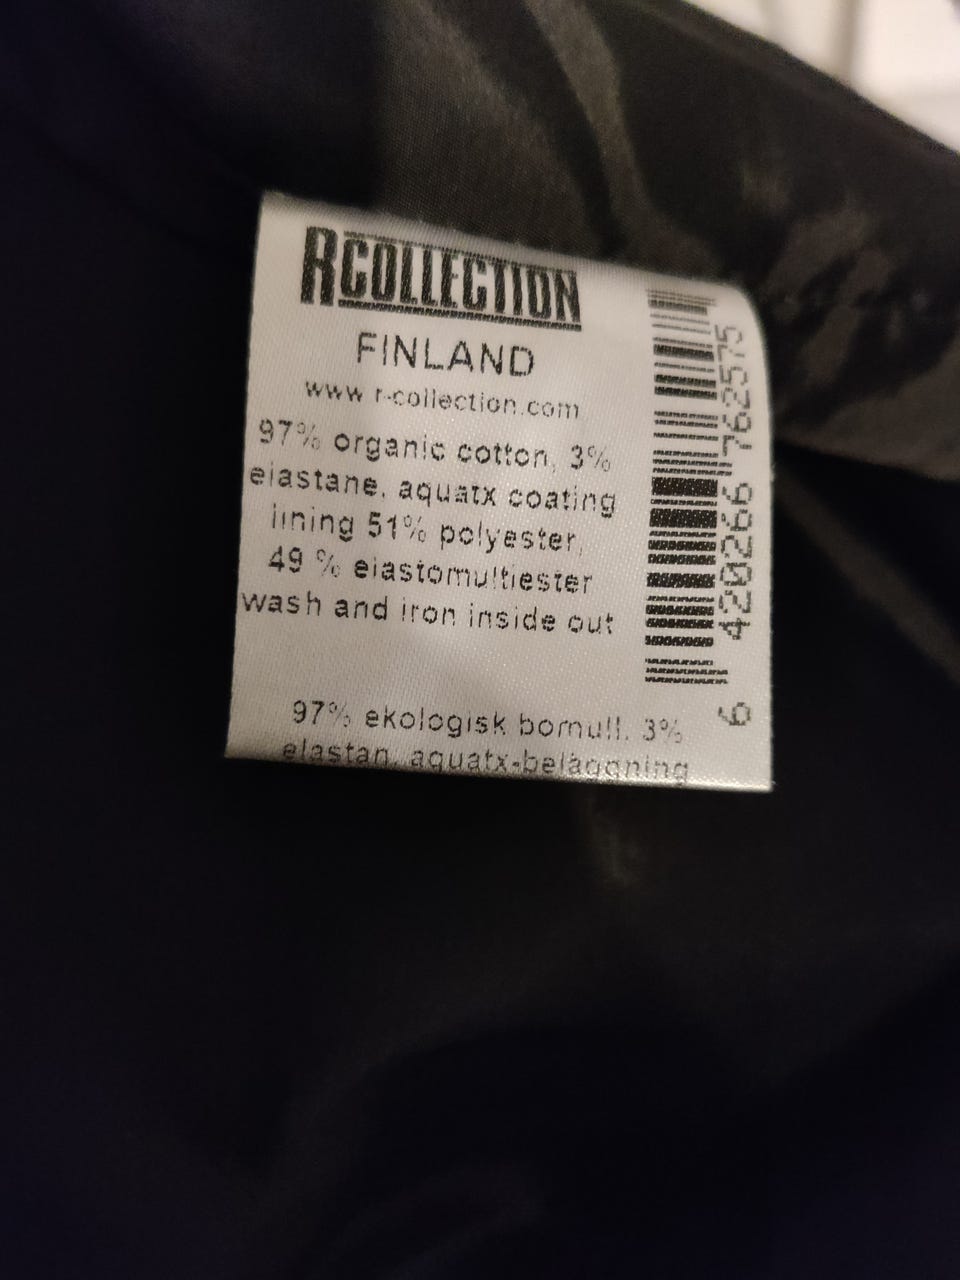 RCOLLECTION
FINLAND
www r-collection.com
97% organic cotton, 3%
elastane, aquatx coating
lining 51% polyester,
49 % elastomultiester
wash and iron inside out
97% ekologisk bomull, 3%
elastan, aquatx-beläggning
6 420266 762575